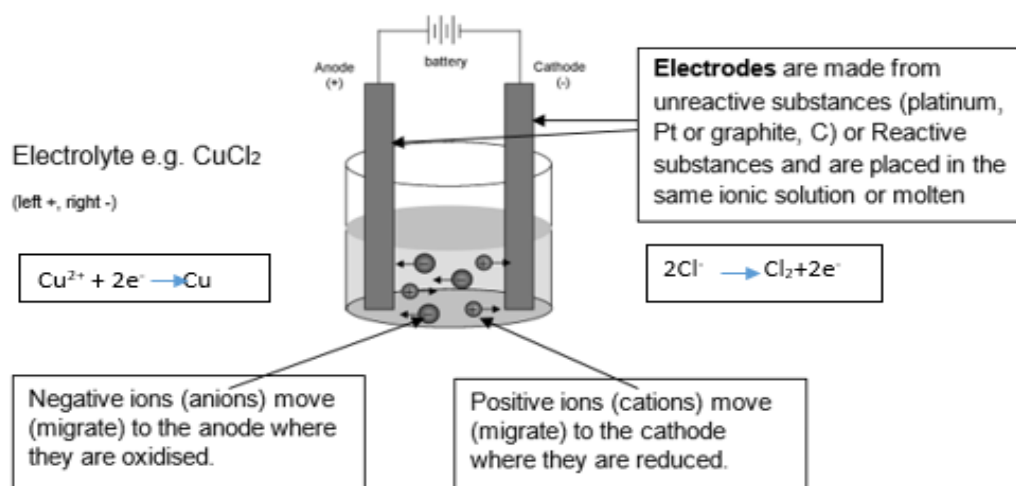 battery
Anode
(+)
Cathode
(-)
Electrodes are made from
unreactive substances (platinum,
Pt or graphite, C) or Reactive
substances and are placed in the
same ionic solution or molten
Electrolyte e.g. CuCl₂
(left +, right -)
Cu²⁺ + 2e⁻ → Cu
2Cl⁻ → Cl₂+2e⁻
Negative ions (anions) move
(migrate) to the anode where
they are oxidised.
Positive ions (cations) move
(migrate) to the cathode
where they are reduced.